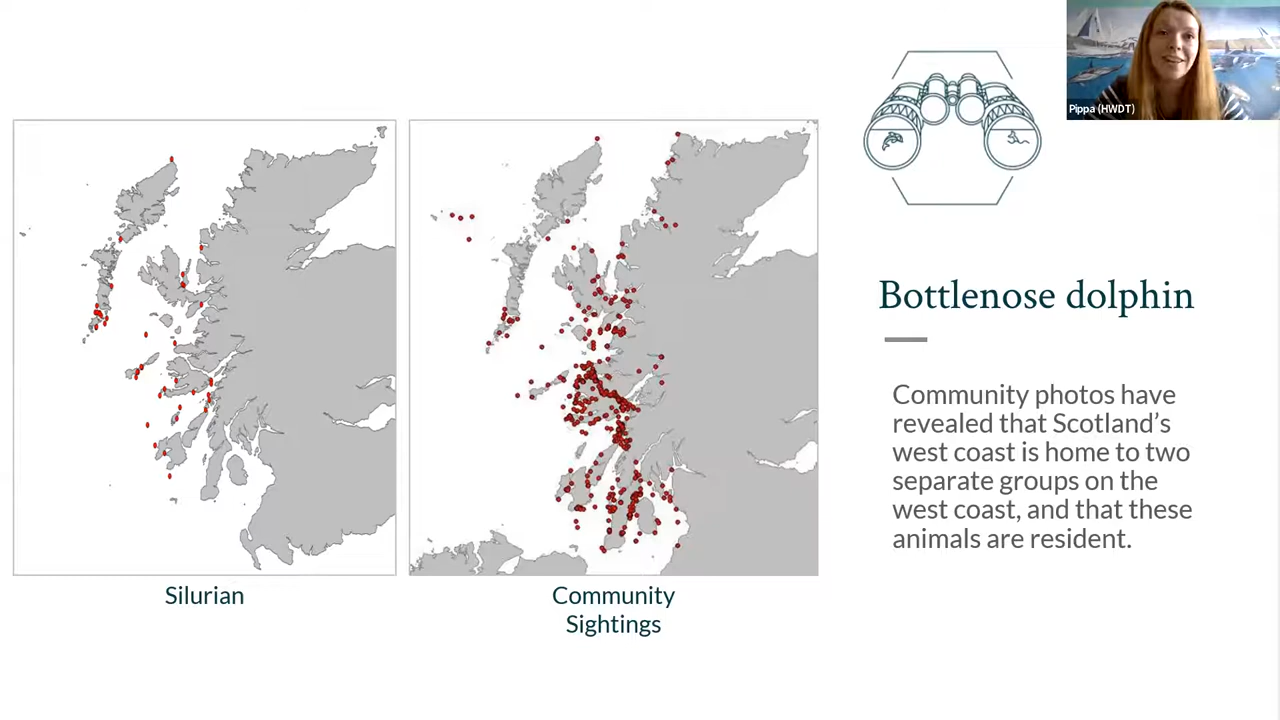 Pippa (HWDT)
Bottlenose dolphin
Community photos have
revealed that Scotland's
west coast is home to two
separate groups on the
west coast, and that these
animals are resident.
Silurian
Community
Sightings